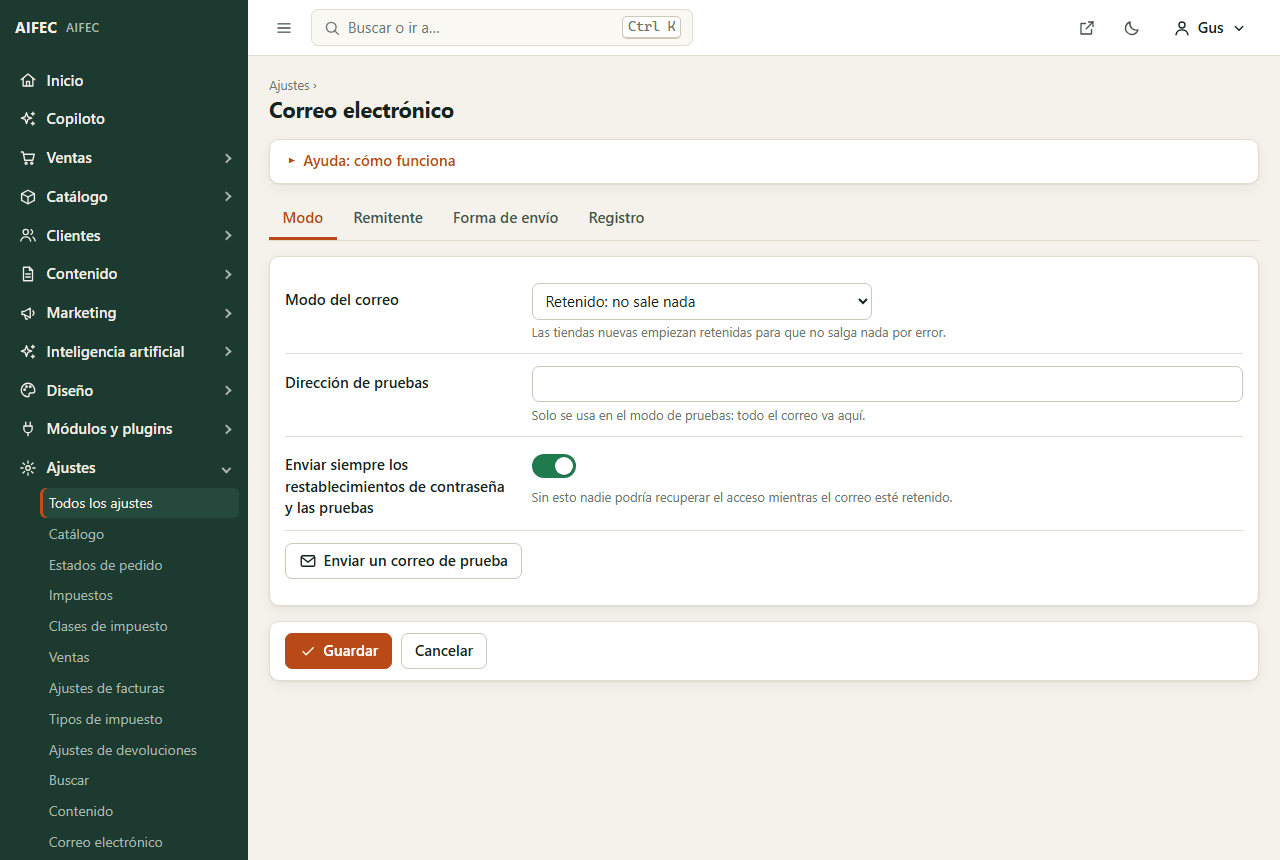 AIFEC AIFEC
Buscar o ir a...
Ctrl K
Gus
Inicio
Copiloto
Ventas
Catálogo
Clientes
Contenido
Marketing
Inteligencia artificial
Diseño
Módulos y plugins
Ajustes
Todos los ajustes
Catálogo
Estados de pedido
Impuestos
Clases de impuesto
Ventas
Ajustes de facturas
Tipos de impuesto
Ajustes de devoluciones
Buscar
Contenido
Correo electrónico
Ajustes ›
Correo electrónico
Ayuda: cómo funciona
Modo Remitente Forma de envío Registro
Modo del correo
Retenido: no sale nada
Las tiendas nuevas empiezan retenidas para que no salga nada por error.
Dirección de pruebas
Solo se usa en el modo de pruebas: todo el correo va aquí.
Enviar siempre los
restablecimientos de contraseña
y las pruebas
Sin esto nadie podría recuperar el acceso mientras el correo esté retenido.
Enviar un correo de prueba
Guardar Cancelar